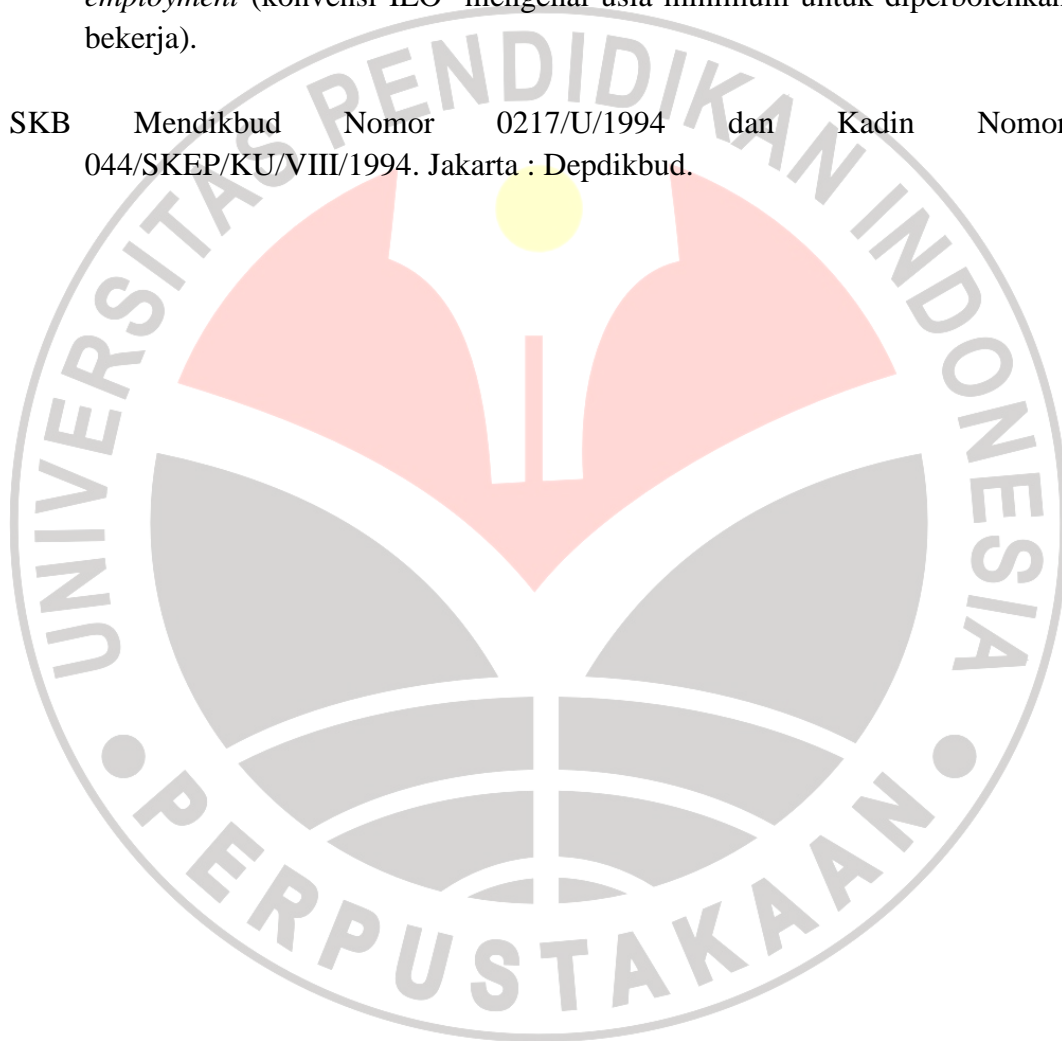 employment (konvensi ILO mengenai usia minimum untuk diperbolehkan
bekerja).
SKB Mendikbud Nomor 0217/U/1994 dan Kadin Nomor
044/SKEP/KU/VIII/1994. Jakarta : Depdikbud.
UNIVERSITAS PENDIDIKAN INDONESIA
PERPUSTAKAAN